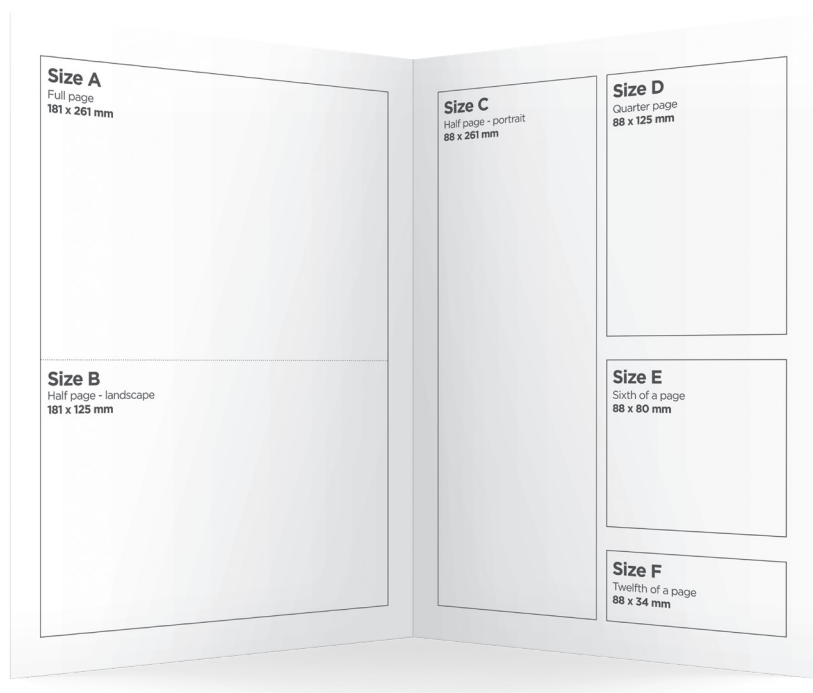 Size A
Full page
181 x 261 mm
Size B
Half page - landscape
181 x 125 mm
Size C
Half page - portrait
88 x 261 mm
Size D
Quarter page
88 x 125 mm
Size E
Sixth of a page
88 x 80 mm
Size F
Twelfth of a page
88 x 34 mm